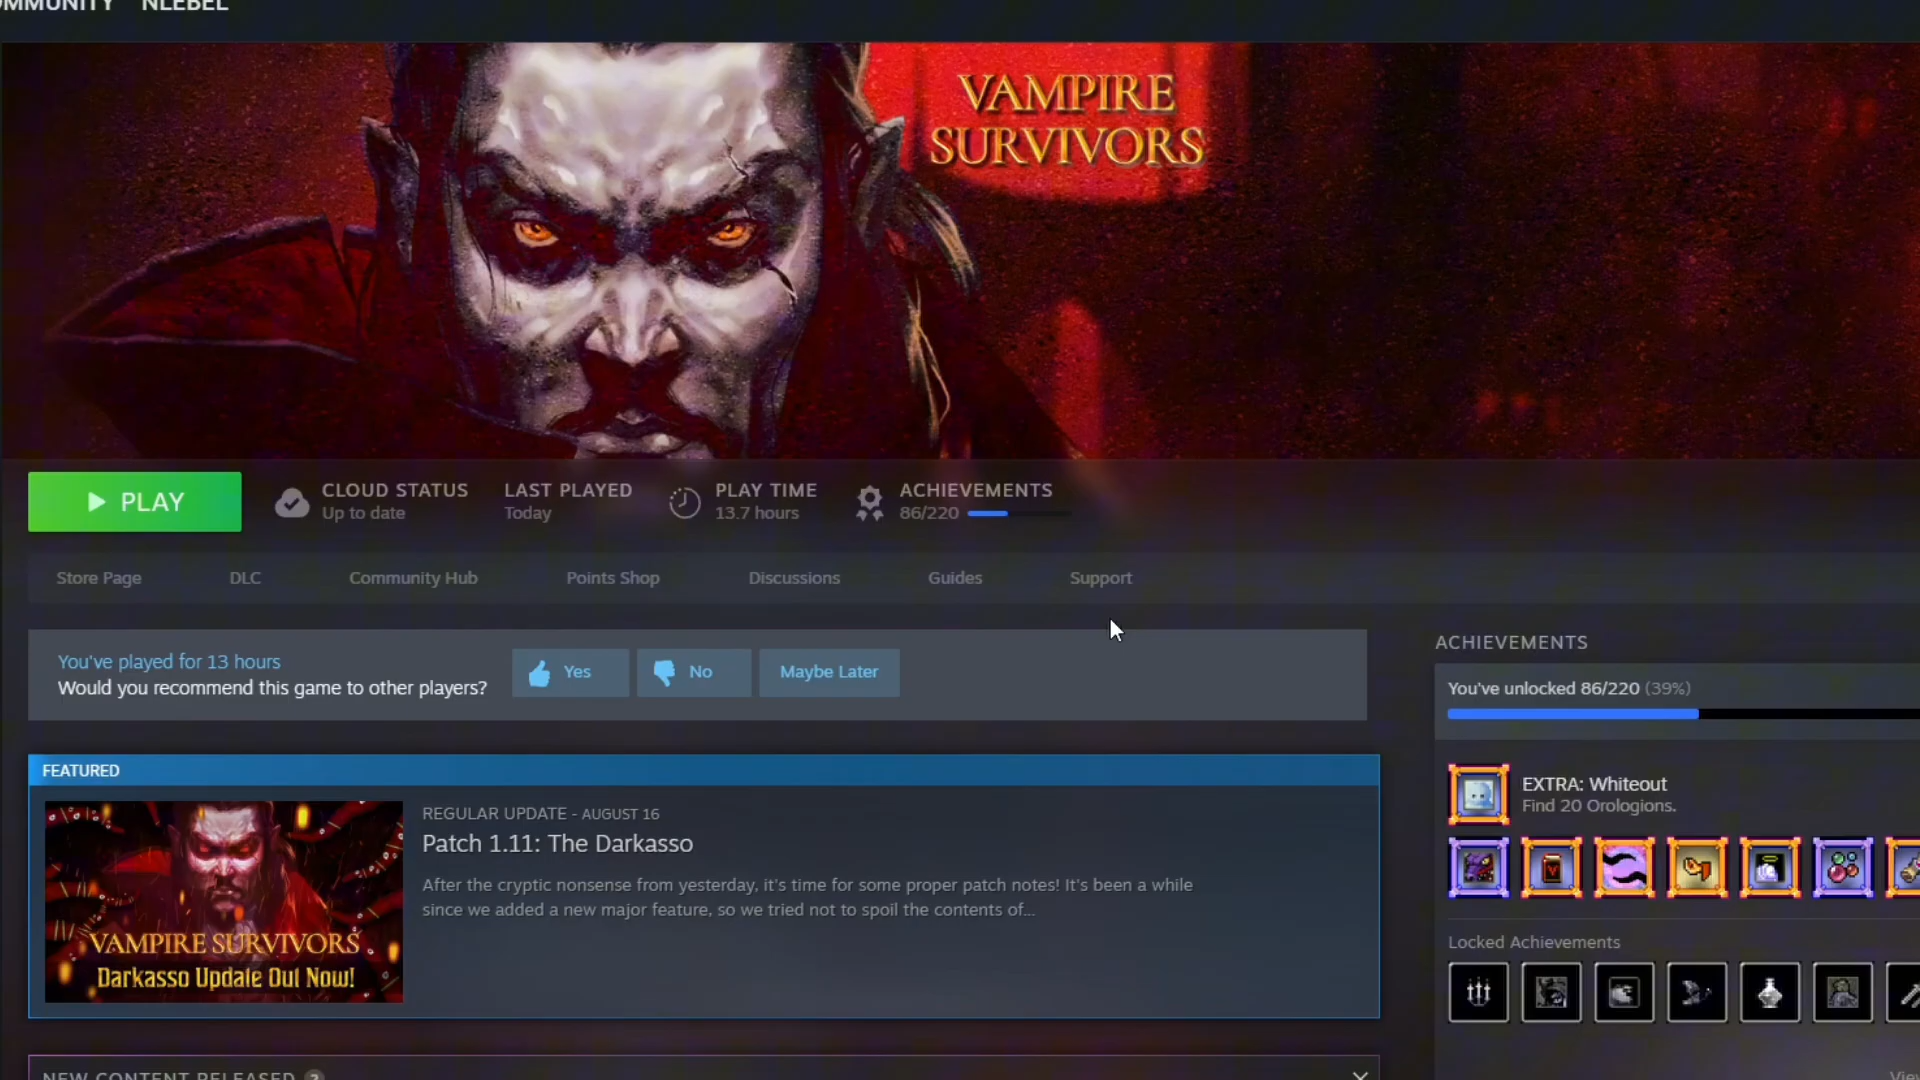 COMMUNITY NLEBEL
VAMPIRE
SURVIVORS
PLAY
CLOUD STATUS
Up to date
LAST PLAYED
Today
PLAY TIME
13.7 hours
ACHIEVEMENTS
86/220
Store Page DLC Community Hub Points Shop Discussions Guides Support
You've played for 13 hours
Would you recommend this game to other players?
Yes No Maybe Later
FEATURED
VAMPIRE SURVIVORS
Darkasso Update Out Now!
REGULAR UPDATE - AUGUST 16
Patch 1.11: The Darkasso
After the cryptic nonsense from yesterday, it's time for some proper patch notes! It's been a while
since we added a new major feature, so we tried not to spoil the contents of...
NEW CONTENT RELEASED ?
ACHIEVEMENTS
You've unlocked 86/220 (39%)
EXTRA: Whiteout
Find 20 Orologions.
Locked Achievements